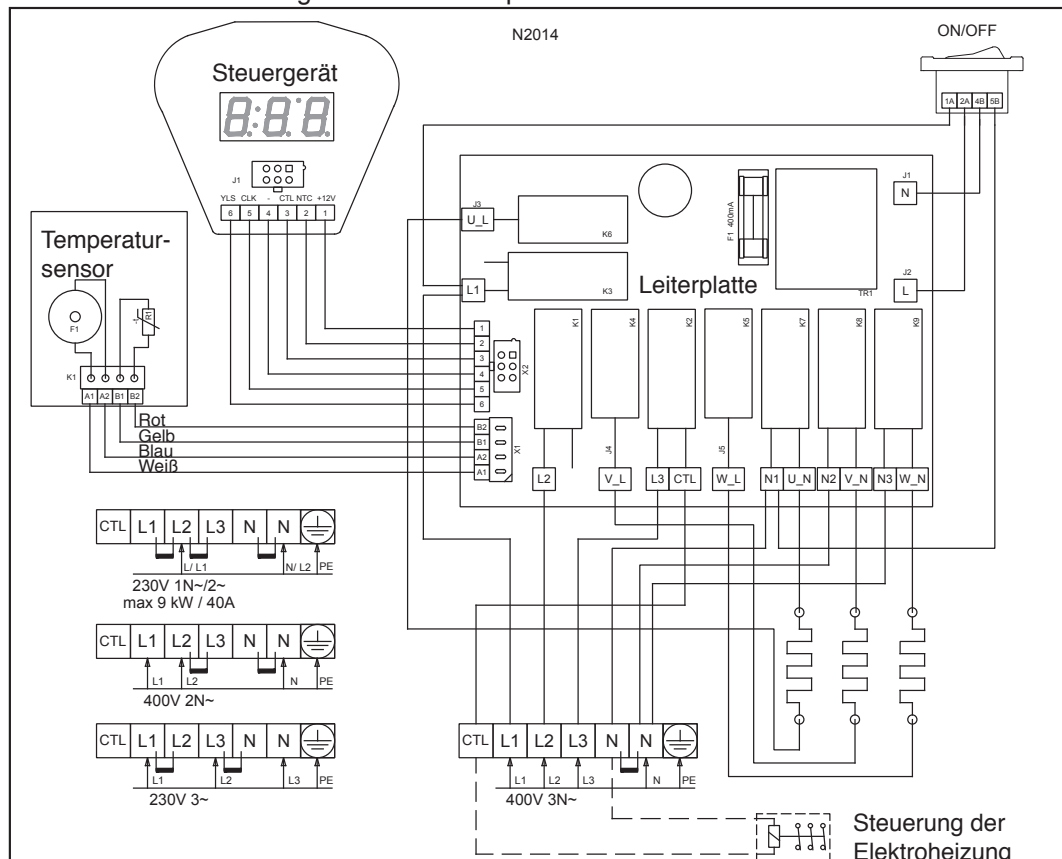 N2014
ON/OFF
Steuergerät
8:8:8
1A 2A 4B 5B
J1
YLS CLK - CTL NTC +12V
6 5 4 3 2 1
J3
U_L
K6
F1 400mA
J1
N
Temperatur-
sensor
L1
K3
Leiterplatte
TR1
J2
L
F1
R1
K1
A1 A2 B1 B2
1
2
3
4
5
6
X2
K1
K4
K2
K5
K7
K8
K9
Rot
Gelb
Blau
Weiß
B2
B1
A2
A1
X1
J4
J5
L2
V_L
L3 CTL
W_L
N1 U_N
N2 V_N
N3 W_N
CTL L1 L2 L3 N N
L/ L1
N/ L2
PE
230V 1N~/2~
max 9 kW / 40A
CTL L1 L2 L3 N N
L1
L2
N
PE
400V 2N~
CTL L1 L2 L3 N N
L1
L2
L3
PE
230V 3~
CTL L1 L2 L3 N N
L1
L2
L3
N
PE
400V 3N~
Steuerung der
Elektroheizung